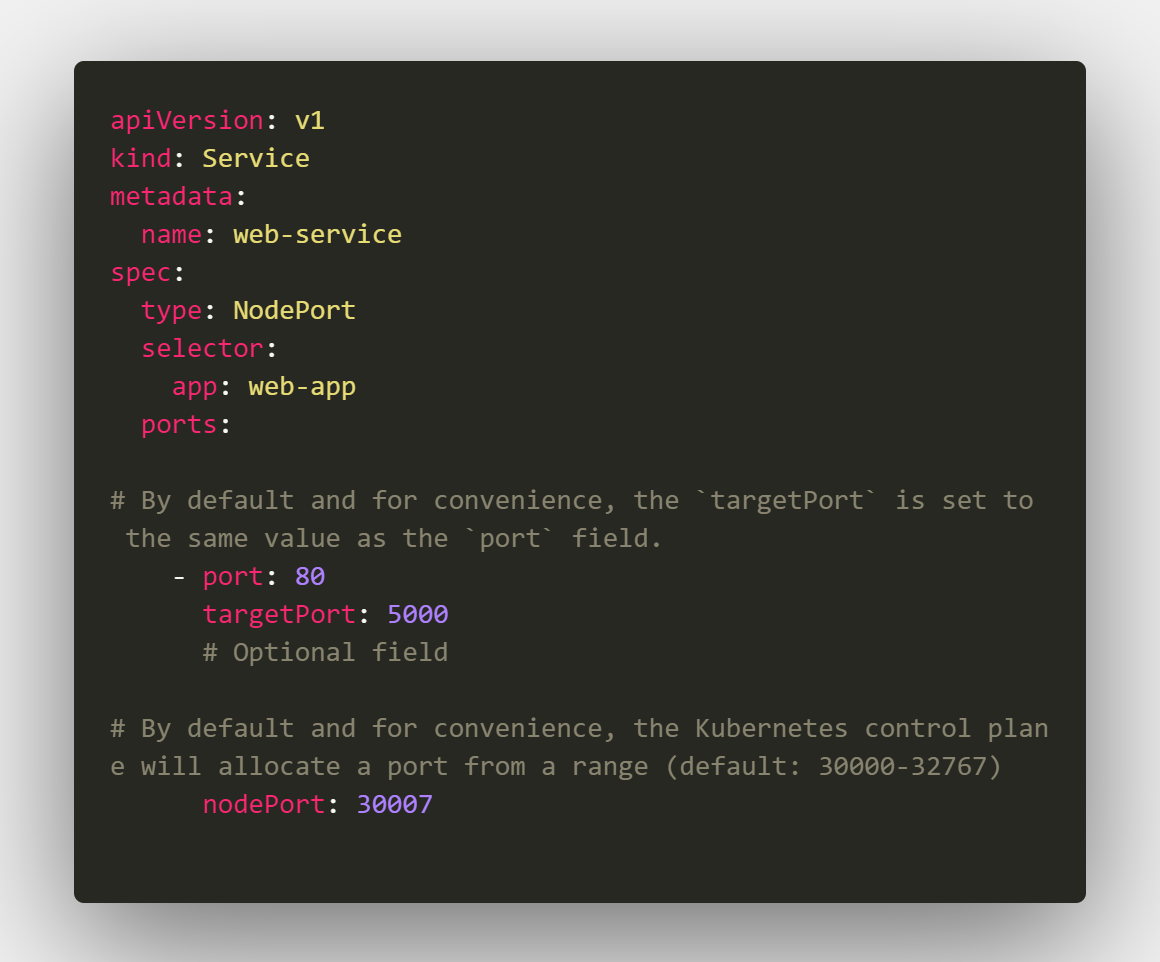 apiVersion: v1
kind: Service
metadata:
  name: web-service
spec:
  type: NodePort
  selector:
    app: web-app
  ports:

# By default and for convenience, the `targetPort` is set to
 the same value as the `port` field.
    - port: 80
      targetPort: 5000
      # Optional field

# By default and for convenience, the Kubernetes control plan
e will allocate a port from a range (default: 30000-32767)
      nodePort: 30007